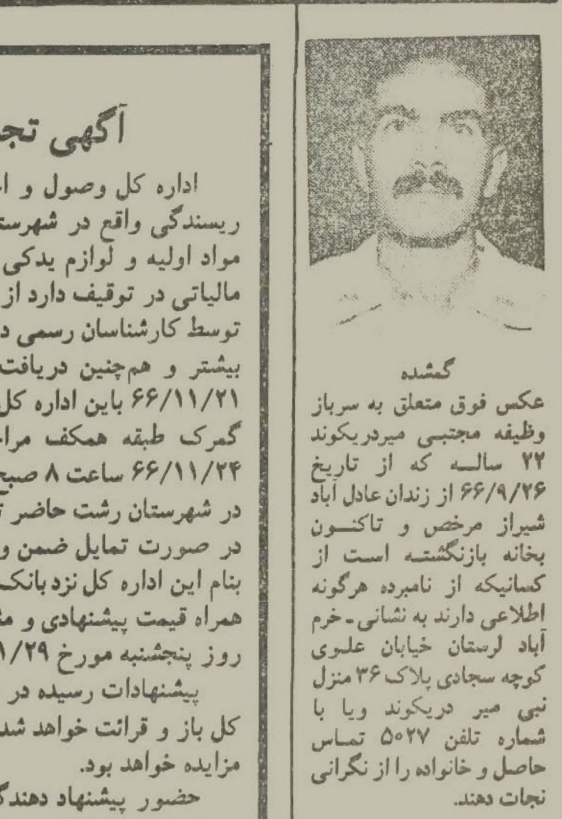 گمشده
عکس فوق متعلق به سرباز
وظیفه مجتبی میردریکوند
۲۲ ساله که از تاریخ
۶۶/۹/۲۶ از زندان عادل آباد
شیراز مرخص و تاکنون
بخانه بازنگشته است از
کسانیکه از نامبرده هرگونه
اطلاعی دارند به نشانی ـ خرم
آباد لرستان خیابان علوی
کوچه سجادی پلاک ۳۶ منزل
نبی میر دریکوند ویا با
شماره تلفن ۵۰۲۷ تماس
حاصل و خانواده را از نگرانی
نجات دهند.
آگهی
اداره کل وصول و
ریسندگی واقع در
مواد اولیه و لوازم یدکی
مالیاتی در توقیف دارد از
توسط کارشناسان رسمی
بیشتر و هم‌چنین دریافت
۶۶/۱۱/۲۱ باین اداره کل
گمرک طبقه همکف
۶۶/۱۱/۲۴ ساعت ۸ صبح
در شهرستان رشت حاضر
در صورت تمایل ضمن
بنام این اداره کل نزد بانک
همراه قیمت پیشنهادی و
روز پنجشنبه مورخ ۱/۲۹
پیشنهادات رسیده در
کل باز و قرائت خواهد شد
مزایده خواهد بود.
حضور پیشنهاد